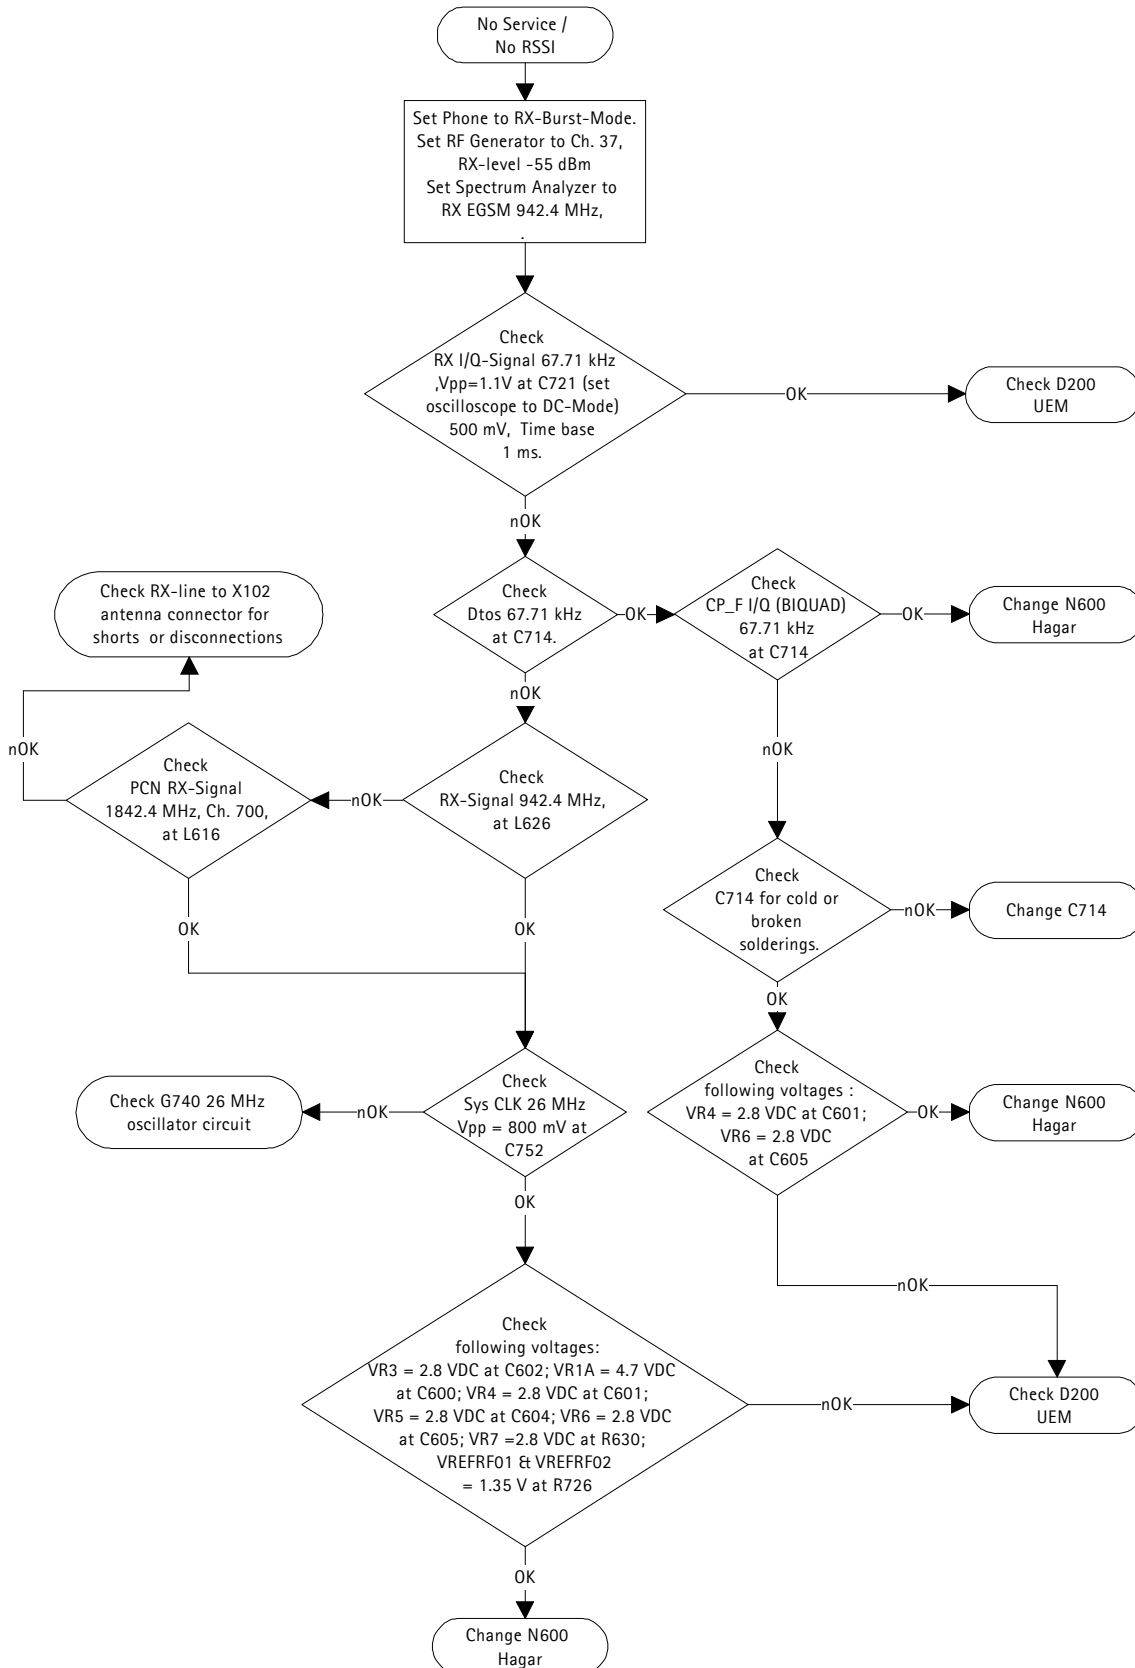 No Service /
No RSSI
Set Phone to RX-Burst-Mode.
Set RF Generator to Ch. 37,
RX-level -55 dBm
Set Spectrum Analyzer to
RX EGSM 942.4 MHz,
.
Check
RX I/Q-Signal 67.71 kHz
,Vpp=1.1V at C721 (set
oscilloscope to DC-Mode)
500 mV, Time base
1 ms.
OK
Check D200
UEM
nOK
Check
Dtos 67.71 kHz
at C714.
OK
Check
CP_F I/Q (BIQUAD)
67.71 kHz
at C714
OK
Change N600
Hagar
Check RX-line to X102
antenna connector for
shorts or disconnections
nOK
nOK
nOK
Check
PCN RX-Signal
1842.4 MHz, Ch. 700,
at L616
nOK
Check
RX-Signal 942.4 MHz,
at L626
OK
OK
Check
C714 for cold or
broken
solderings.
nOK
Change C714
OK
Check
following voltages :
VR4 = 2.8 VDC at C601;
VR6 = 2.8 VDC
at C605
OK
Change N600
Hagar
Check G740 26 MHz
oscillator circuit
nOK
Check
Sys CLK 26 MHz
Vpp = 800 mV at
C752
OK
nOK
Check
following voltages:
VR3 = 2.8 VDC at C602; VR1A = 4.7 VDC
at C600; VR4 = 2.8 VDC at C601;
VR5 = 2.8 VDC at C604; VR6 = 2.8 VDC
at C605; VR7 =2.8 VDC at R630;
VREFRF01 & VREFRF02
= 1.35 V at R726
nOK
Check D200
UEM
OK
Change N600
Hagar